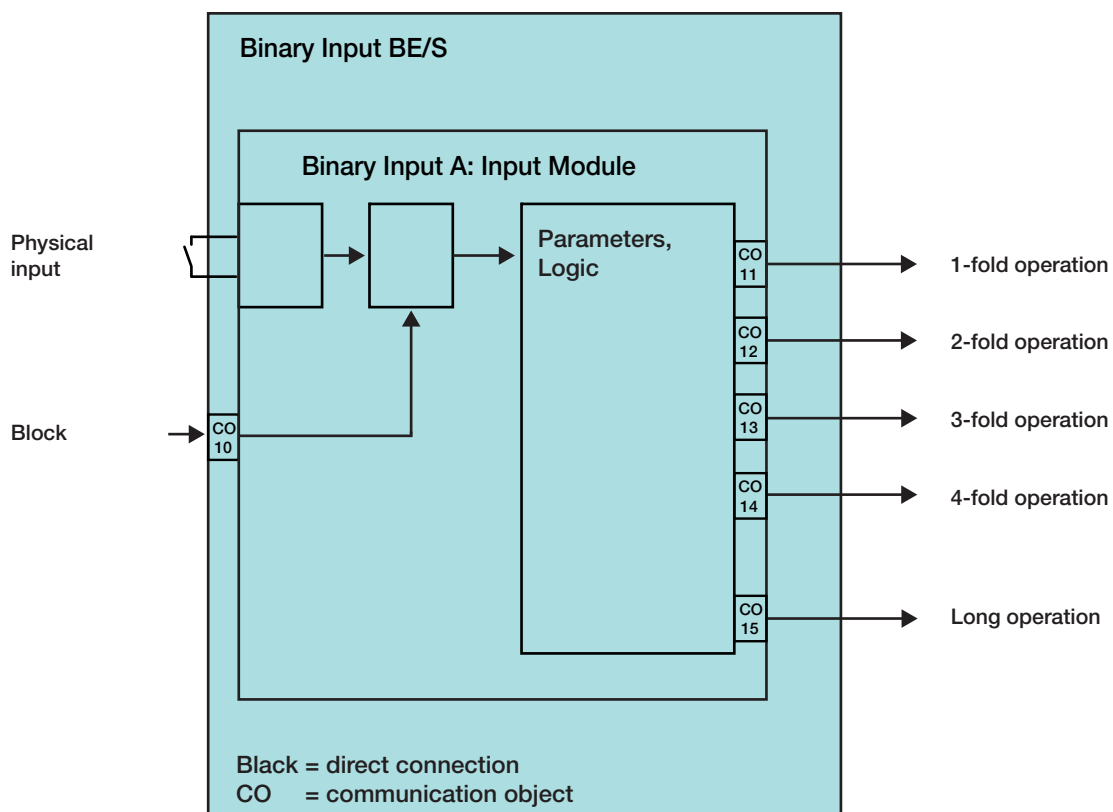 Binary Input BE/S
Binary Input A: Input Module
Physical
input
Parameters,
Logic
CO
11
1-fold operation
CO
12
2-fold operation
CO
13
3-fold operation
Block
CO
10
CO
14
4-fold operation
CO
15
Long operation
Black = direct connection
CO = communication object